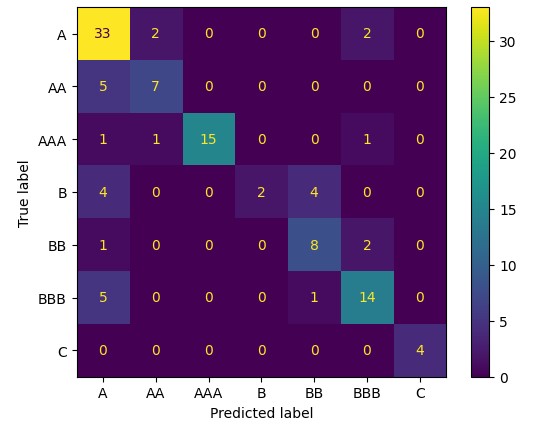 A 33 2 0 0 0 2 0
AA 5 7 0 0 0 0 0
AAA 1 1 15 0 0 1 0
B 4 0 0 2 4 0 0
BB 1 0 0 0 8 2 0
BBB 5 0 0 0 1 14 0
C 0 0 0 0 0 0 4
A AA AAA B BB BBB C
Predicted label
True label
30
25
20
15
10
5
0